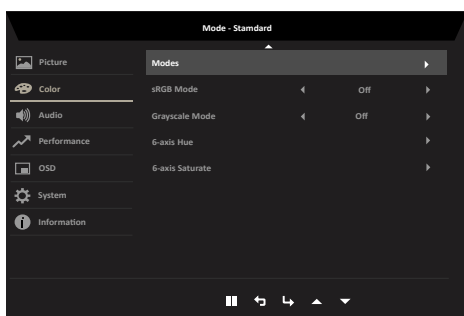 Mode - Stamdard
Picture
Modes
Color
sRGB Mode Off
Audio
Grayscale Mode Off
Performance
6-axis Hue
OSD
6-axis Saturate
System
Information